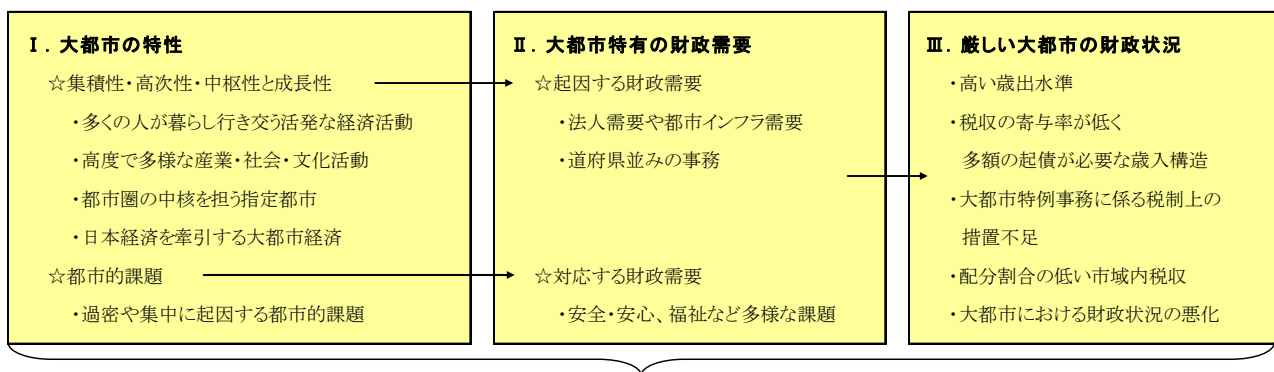 Ⅰ．大都市の特性
☆集積性・高次性・中枢性と成長性
・多くの人が暮らし行き交う活発な経済活動
・高度で多様な産業・社会・文化活動
・都市圏の中核を担う指定都市
・日本経済を牽引する大都市経済
☆都市的課題
・過密や集中に起因する都市的課題
Ⅱ．大都市特有の財政需要
☆起因する財政需要
・法人需要や都市インフラ需要
・道府県並みの事務
☆対応する財政需要
・安全・安心、福祉など多様な課題
Ⅲ．厳しい大都市の財政状況
・高い歳出水準
・税収の寄与率が低く
多額の起債が必要な歳入構造
・大都市特例事務に係る税制上の
措置不足
・配分割合の低い市域内税収
・大都市における財政状況の悪化